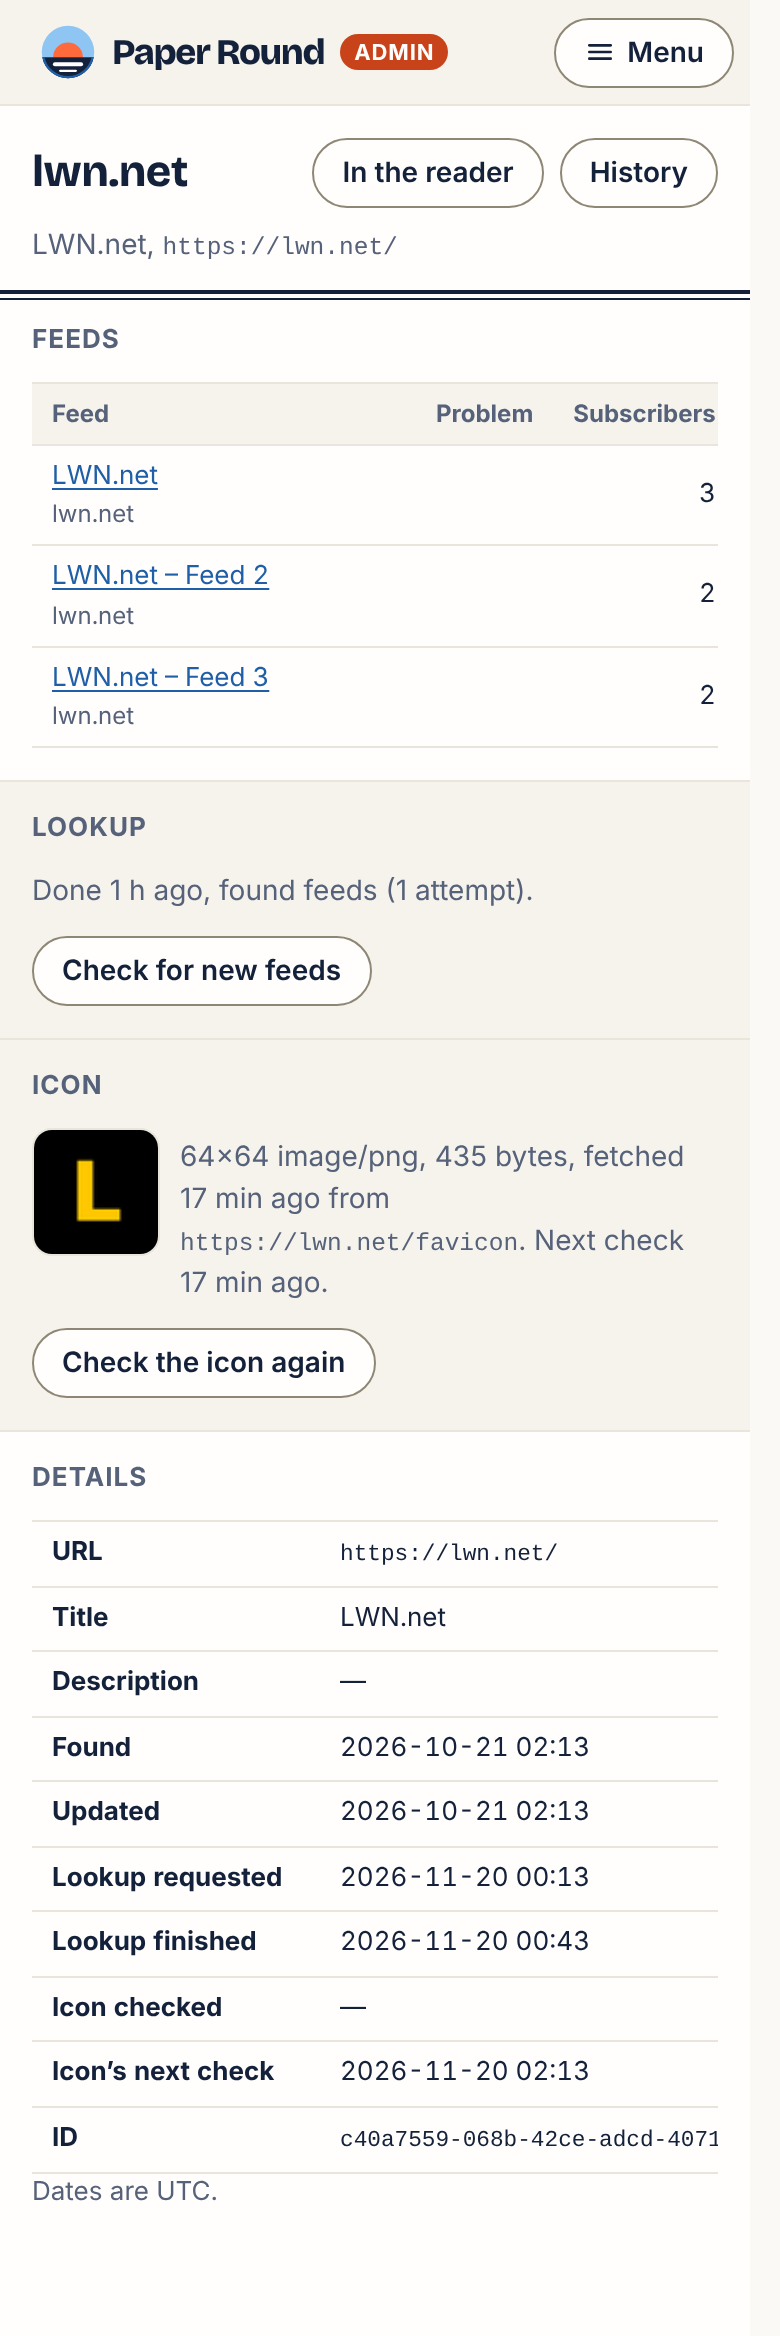 Paper Round ADMIN Menu
lwn.net In the reader History
LWN.net, https://lwn.net/
FEEDS
Feed Problem Subscribers
LWN.net
lwn.net
3
LWN.net – Feed 2
lwn.net
2
LWN.net – Feed 3
lwn.net
2
LOOKUP
Done 1 h ago, found feeds (1 attempt).
Check for new feeds
ICON
L
64×64 image/png, 435 bytes, fetched
17 min ago from
https://lwn.net/favicon. Next check
17 min ago.
Check the icon again
DETAILS
URL https://lwn.net/
Title LWN.net
Description —
Found 2026-10-21 02:13
Updated 2026-10-21 02:13
Lookup requested 2026-11-20 00:13
Lookup finished 2026-11-20 00:43
Icon checked —
Icon’s next check 2026-11-20 02:13
ID c40a7559-068b-42ce-adcd-4071
Dates are UTC.